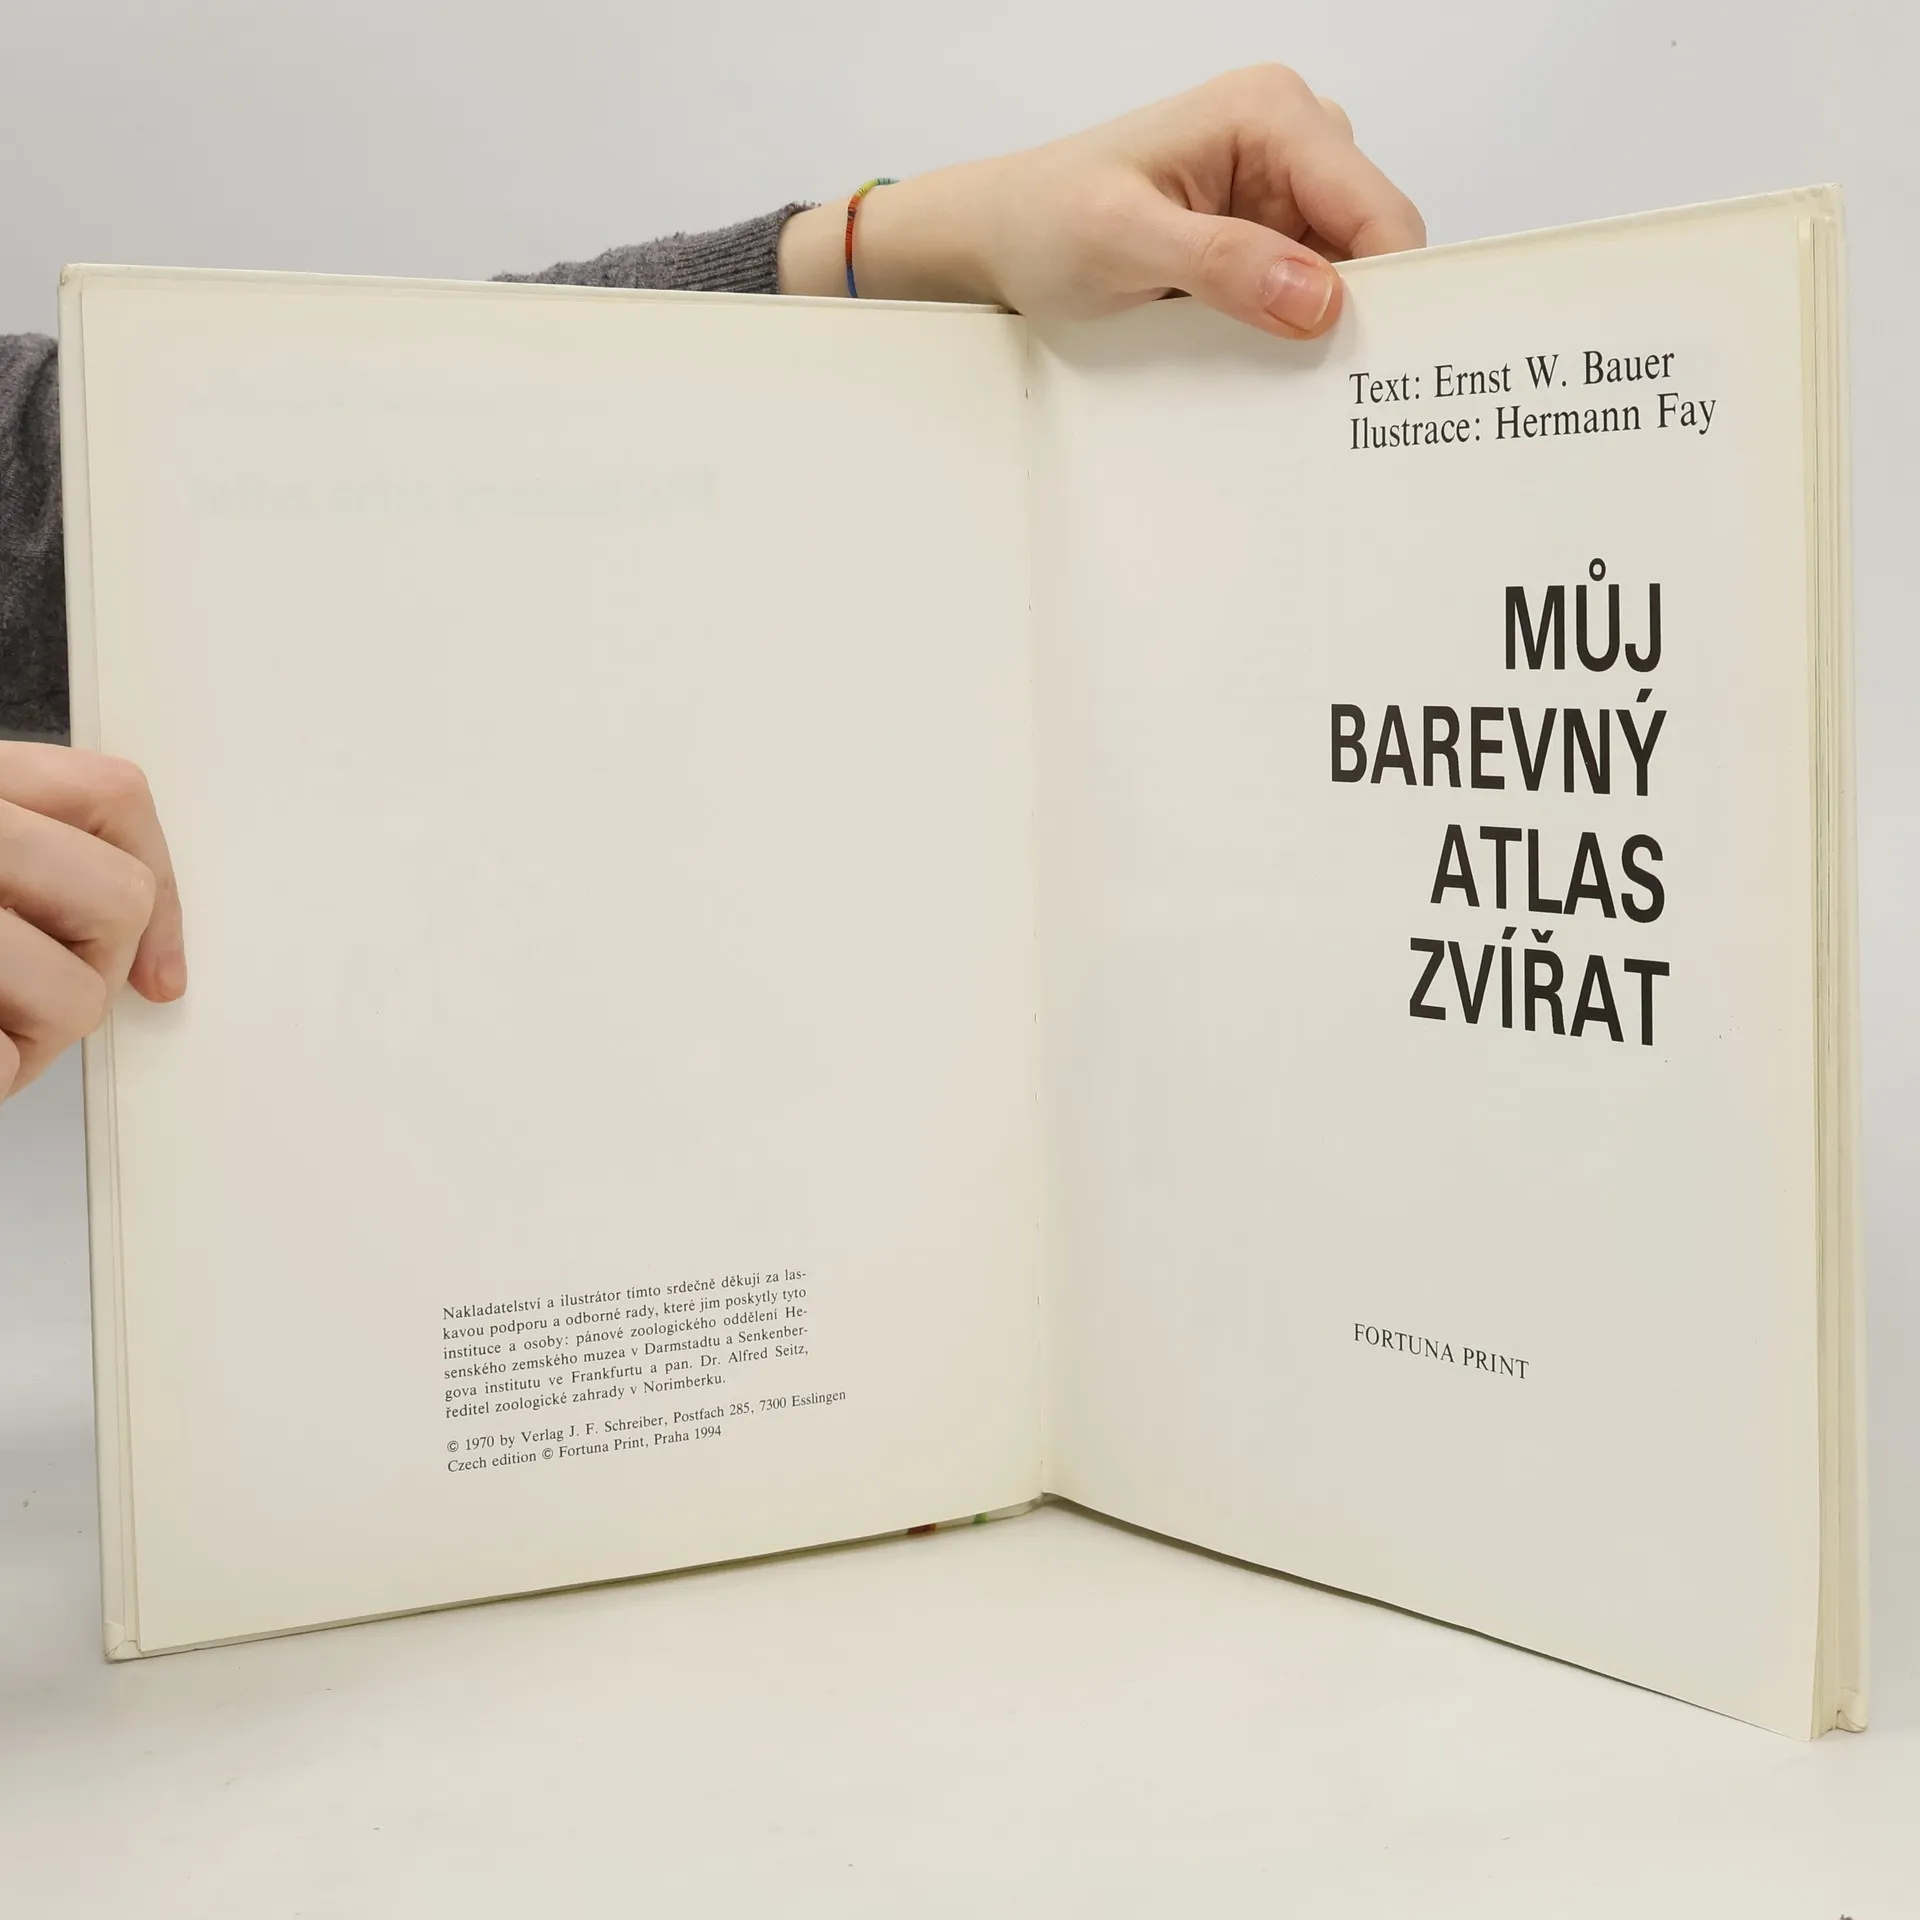 Nakladatelství a ilustrátor tímto srdečně děkují za las-
kavou podporu a odborné rady, které jim poskytly tyto
instituce a osoby: pánové zoologického oddělení He-
senského zemského muzea v Darmstadtu a Senkenber-
gova institutu ve Frankfurtu a pan. Dr. Alfred Seitz,
ředitel zoologické zahrady v Norimberku.
© 1970 by Verlag J. F. Schreiber, Postfach 285, 7300 Esslingen
Czech edition © Fortuna Print, Praha 1994
Text: Ernst W. Bauer
Ilustrace: Hermann Fay
MŮJ
BAREVNÝ
ATLAS
ZVÍŘAT
FORTUNA PRINT